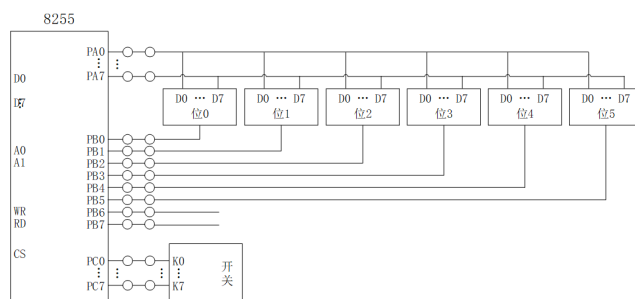 8255
PA0
⋮ ⋮
D0 PA7
⋮
D7
D0 ⋯ D7 D0 ⋯ D7 D0 ⋯ D7 D0 ⋯ D7 D0 ⋯ D7 D0 ⋯ D7
位0 位1 位2 位3 位4 位5
PB0
A0 PB1
A1 PB2
PB3
PB4
PB5
WR PB6
RD PB7
CS PC0 K0 开
⋮ ⋮ ⋮ ⋮
PC7 K7 关